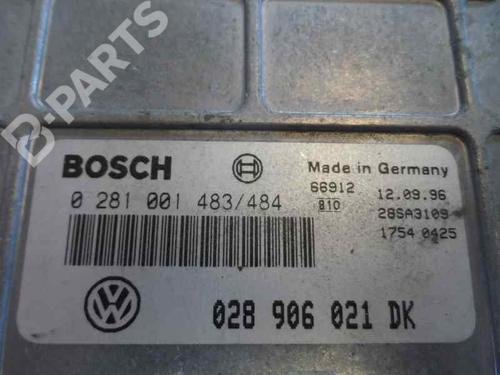 B-PARTS
BOSCH
Made in Germany
0 281 001 483/484
66912 12.09.96
810 28SA3109
1754 0425
VW
028 906 021 DK